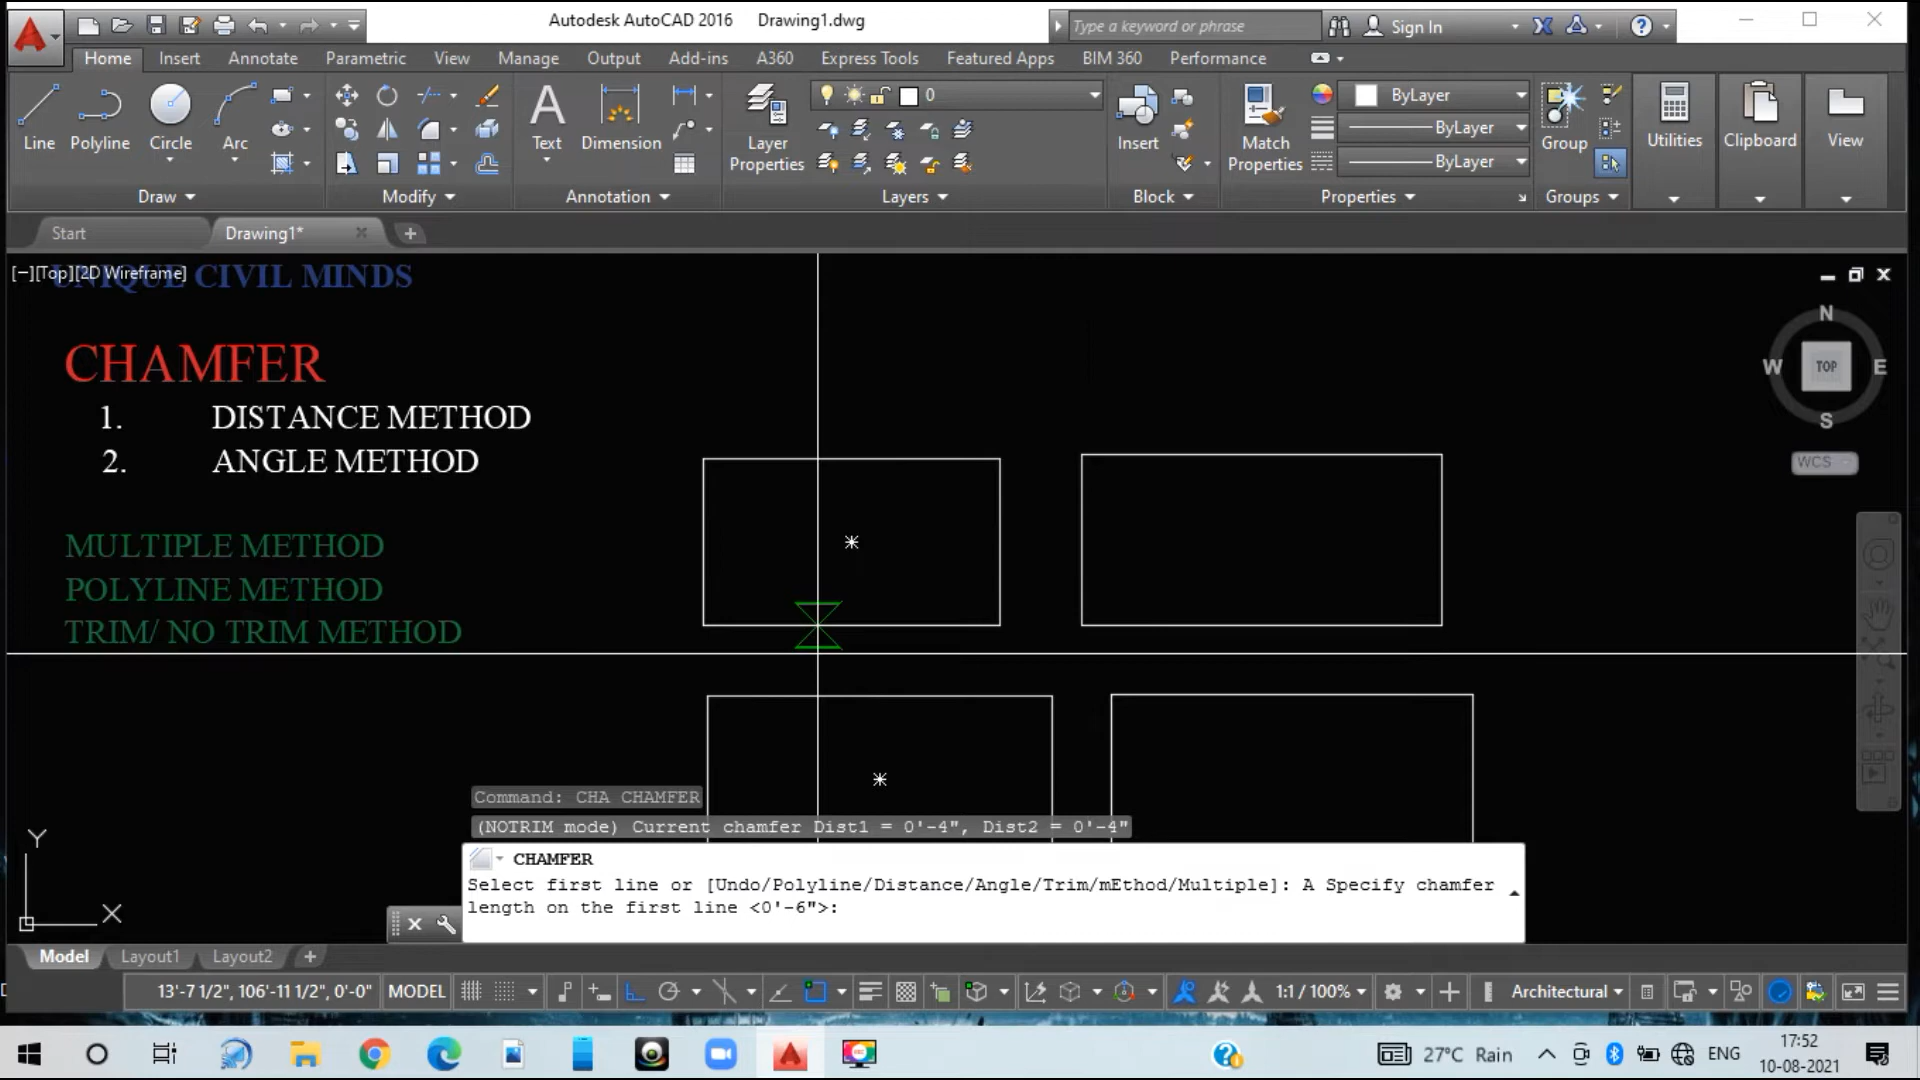 Autodesk AutoCAD 2016 Drawing1.dwg
Type a keyword or phrase
Sign In
Home Insert Annotate Parametric View Manage Output Add-ins A360 Express Tools Featured Apps BIM 360 Performance
0
ByLayer
ByLayer
ByLayer
Line Polyline Circle Arc
Text Dimension
Layer Properties
Insert
Match Properties
Group
Utilities
Clipboard
View
Draw Modify Annotation Layers Block Properties Groups
Start Drawing1*
[−][Top][2D Wireframe]
UNIQUE CIVIL MINDS
CHAMFER
1. DISTANCE METHOD
2. ANGLE METHOD
MULTIPLE METHOD
POLYLINE METHOD
TRIM/ NO TRIM METHOD
N
W TOP E
S
WCS
Command: CHA CHAMFER
(NOTRIM mode) Current chamfer Dist1 = 0'-4", Dist2 = 0'-4"
CHAMFER
Select first line or [Undo/Polyline/Distance/Angle/Trim/mEthod/Multiple]: A Specify chamfer
length on the first line <0'-6">:
Y
X
Model Layout1 Layout2
13'-7 1/2", 106'-11 1/2", 0'-0" MODEL 1:1 / 100% Architectural
27°C Rain ENG
17:52
10-08-2021